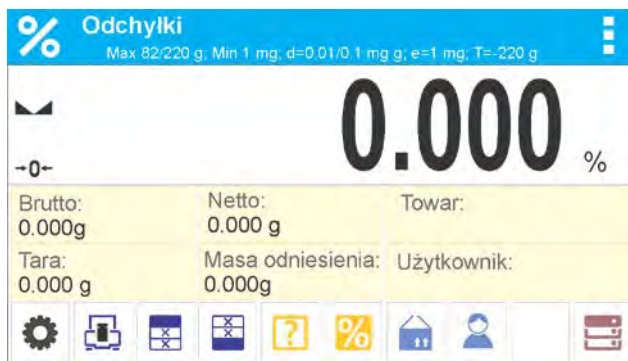 % Odchyłki
Max 82/220 g; Min 1 mg; d=0.01/0.1 mg g; e=1 mg; T=-220 g
0.000 %
→0←
Brutto: Netto: Towar:
0.000g 0.000 g
Tara: Masa odniesienia: Użytkownik:
0.000 g 0.000g
? %